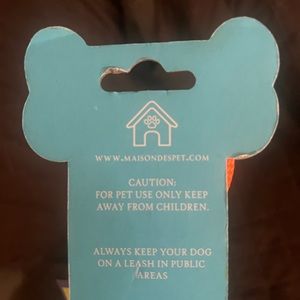 WWW.MAISONDESPET.COM
CAUTION:
FOR PET USE ONLY KEEP
AWAY FROM CHILDREN.
ALWAYS KEEP YOUR DOG
ON A LEASH IN PUBLIC
AREAS